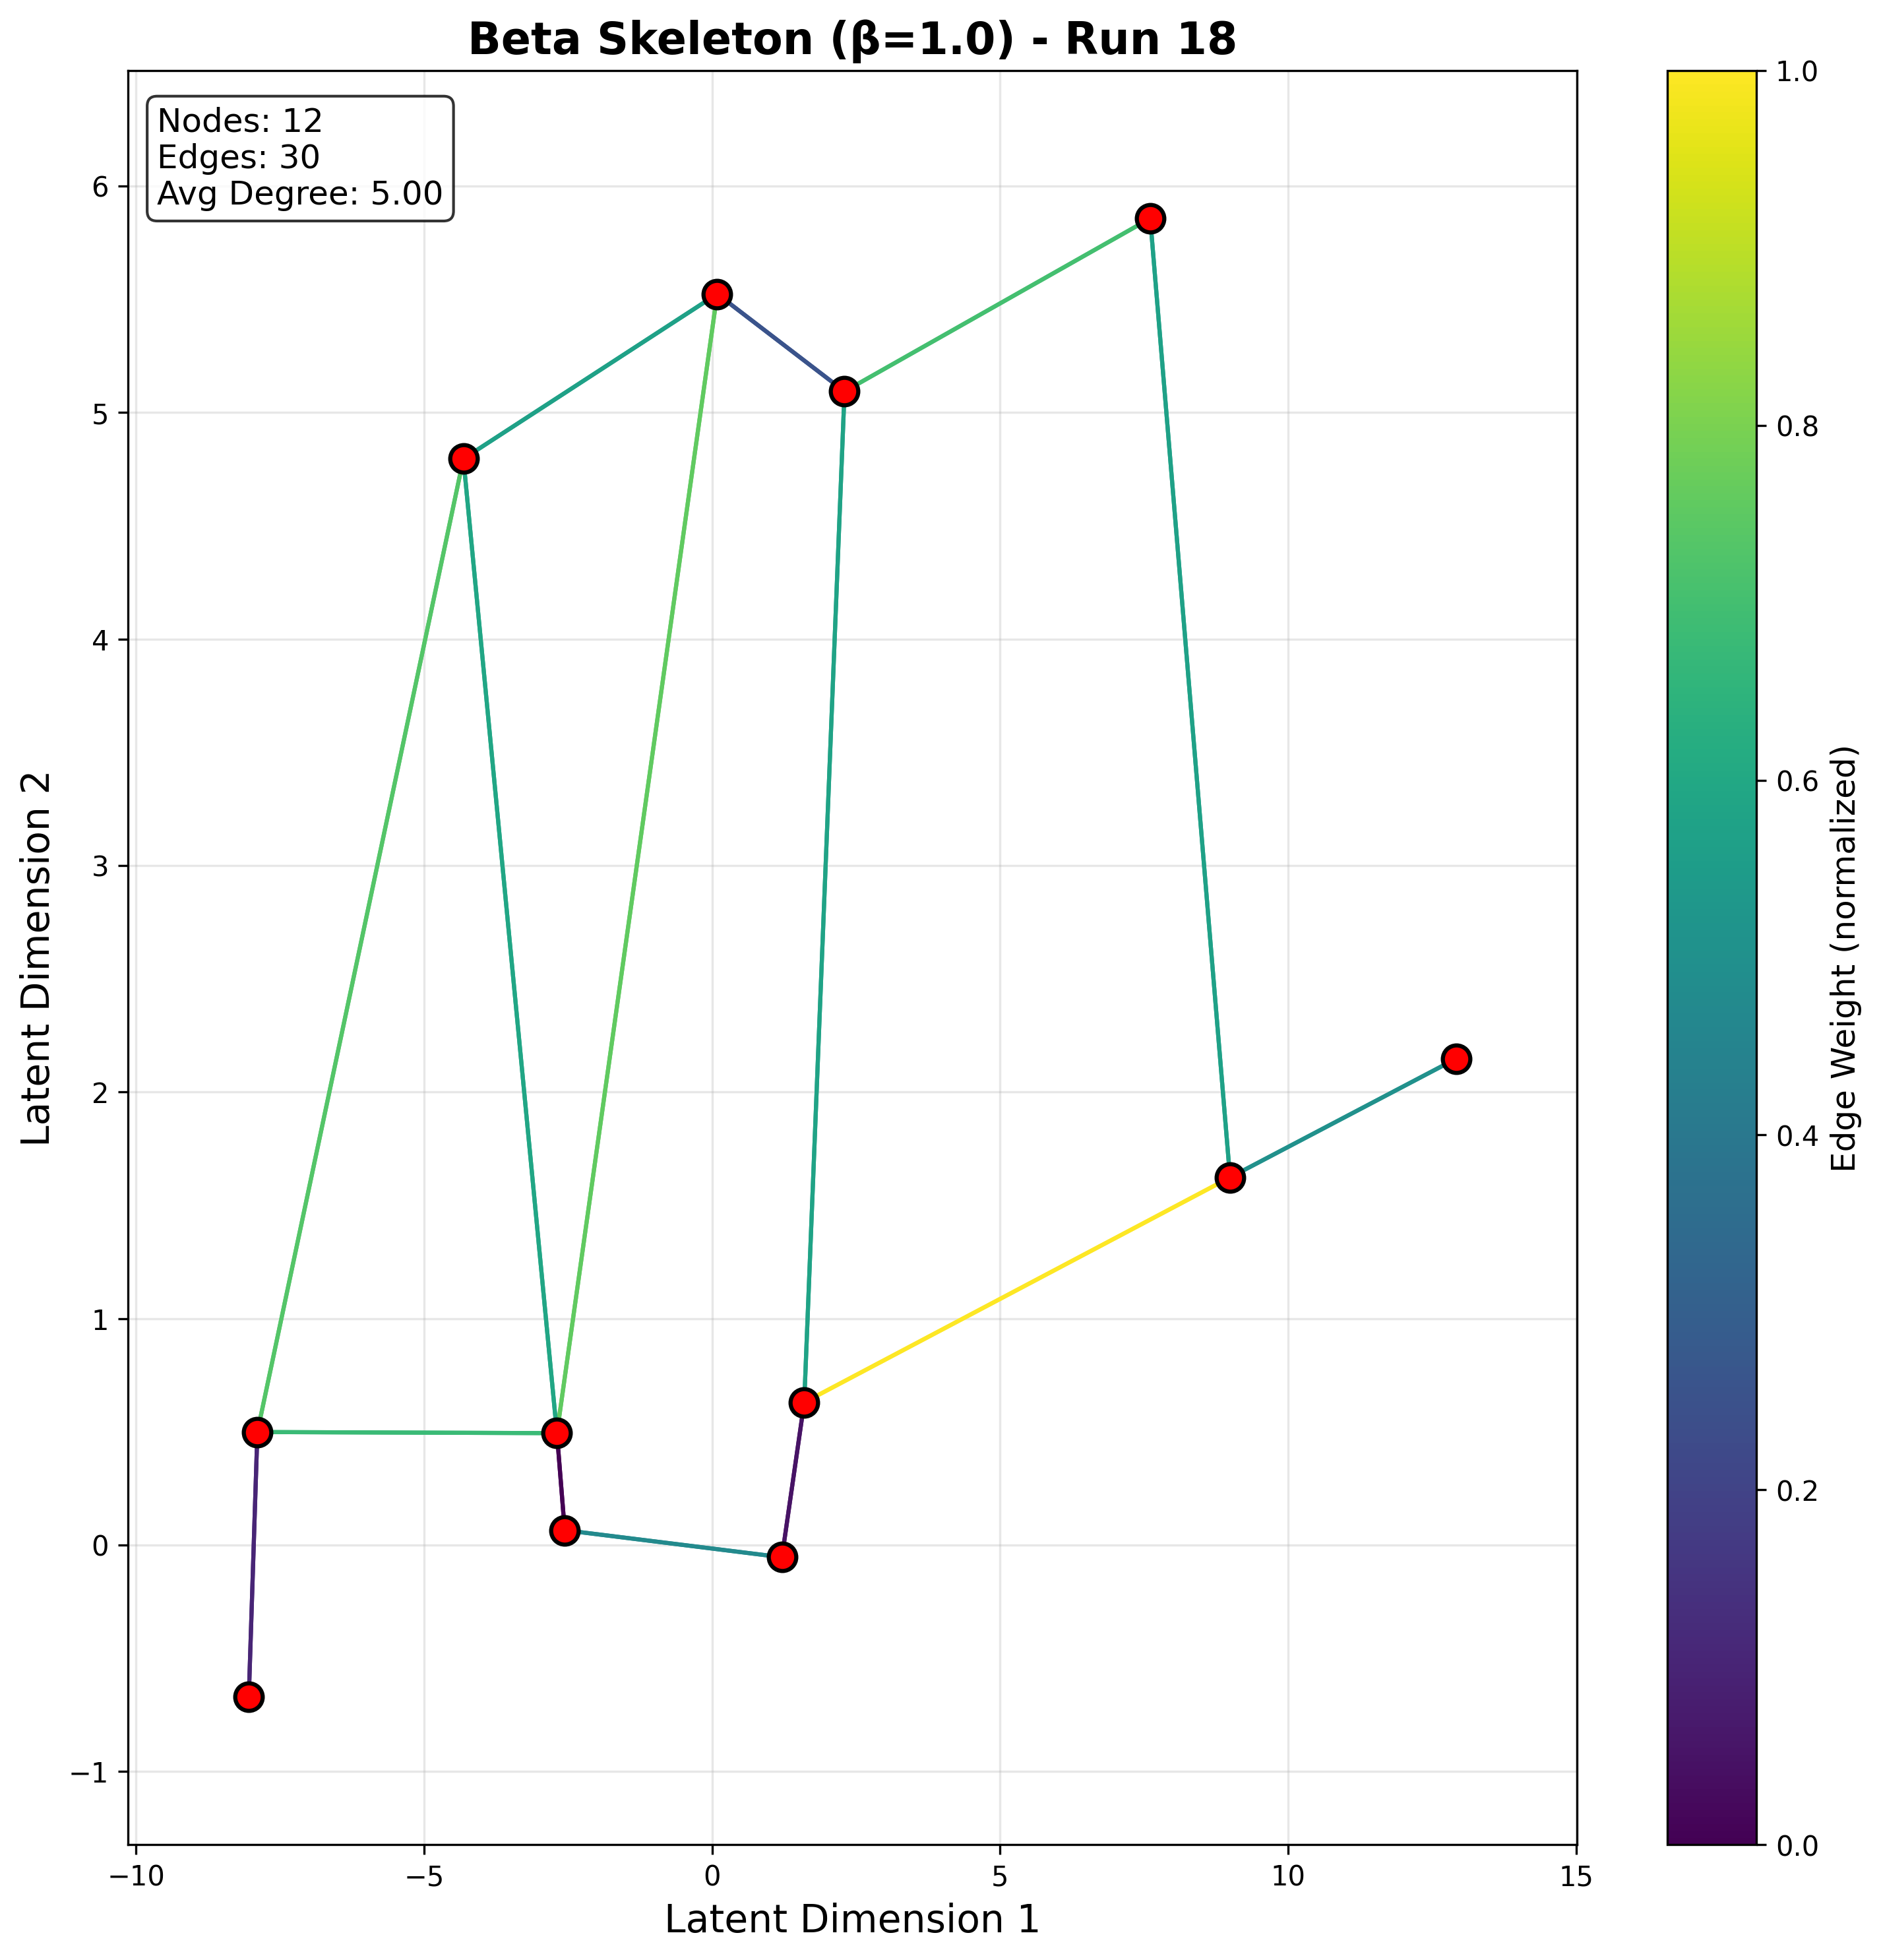 Beta Skeleton (β=1.0) - Run 18
Nodes: 12
Edges: 30
Avg Degree: 5.00
6
5
4
3
2
1
0
−1
Latent Dimension 2
−10
−5
0
5
10
15
Latent Dimension 1
1.0
0.8
0.6
0.4
0.2
0.0
Edge Weight (normalized)